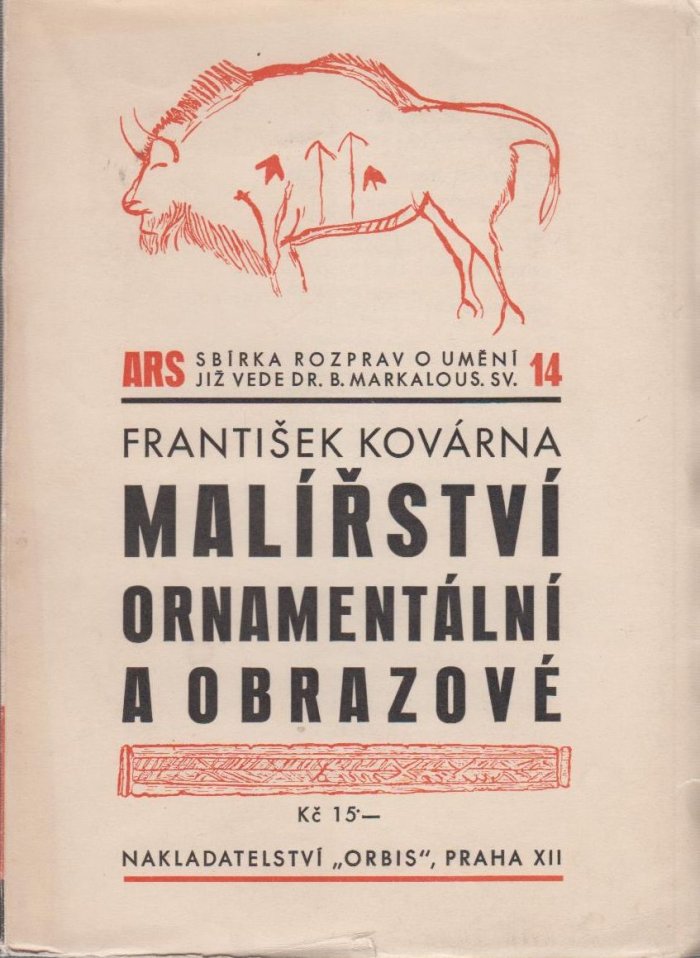 ARS SBÍRKA ROZPRAV O UMĚNÍ
JIŽ VEDE DR. B. MARKALOUS. SV. 14
FRANTIŠEK KOVÁRNA
MALÍŘSTVÍ
ORNAMENTÁLNÍ
A OBRAZOVÉ
Kč 15·—
NAKLADATELSTVÍ „ORBIS“, PRAHA XII